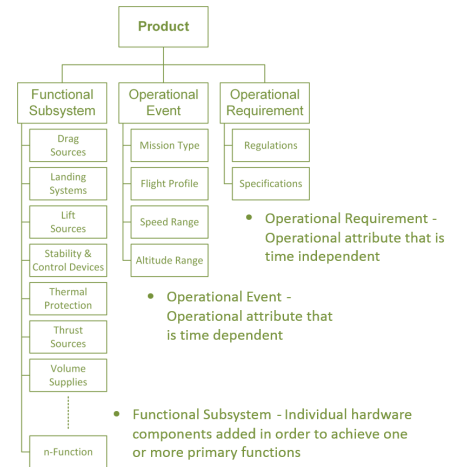 Product
Functional
Subsystem
Operational
Event
Operational
Requirement
Drag
Sources
Landing
Systems
Lift
Sources
Stability &
Control Devices
Thermal
Protection
Thrust
Sources
Volume
Supplies
n-Function
Mission Type
Flight Profile
Speed Range
Altitude Range
Regulations
Specifications
• Operational Requirement -
Operational attribute that is
time independent
• Operational Event -
Operational attribute that
is time dependent
• Functional Subsystem - Individual hardware
components added in order to achieve one
or more primary functions